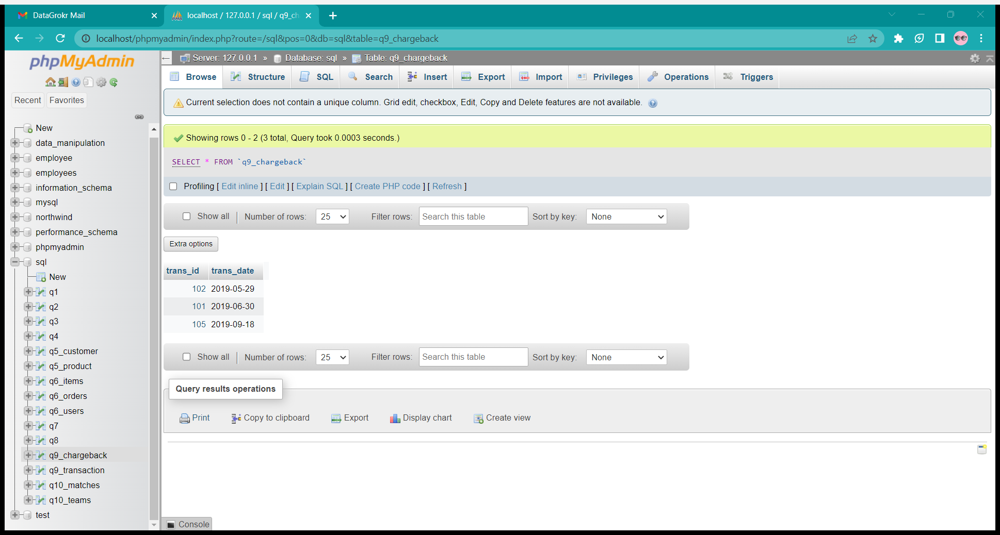 DataGrokr Mail
localhost / 127.0.0.1 / sql / q9_ch
localhost/phpmyadmin/index.php?route=/sql&pos=0&db=sql&table=q9_chargeback
phpMyAdmin
Recent Favorites
New
data_manipulation
employee
employees
information_schema
mysql
northwind
performance_schema
phpmyadmin
sql
New
q1
q2
q3
q4
q5_customer
q5_product
q6_items
q6_orders
q6_users
q7
q8
q9_chargeback
q9_transaction
q10_matches
q10_teams
test
Server: 127.0.0.1 » Database: sql » Table: q9_chargeback
Browse Structure SQL Search Insert Export Import Privileges Operations Triggers
Current selection does not contain a unique column. Grid edit, checkbox, Edit, Copy and Delete features are not available.
Showing rows 0 - 2 (3 total, Query took 0.0003 seconds.)
SELECT * FROM `q9_chargeback`
Profiling [ Edit inline ] [ Edit ] [ Explain SQL ] [ Create PHP code ] [ Refresh ]
Show all Number of rows: 25 Filter rows: Search this table Sort by key: None
Extra options
trans_id trans_date
102 2019-05-29
101 2019-06-30
105 2019-09-18
Show all Number of rows: 25 Filter rows: Search this table Sort by key: None
Query results operations
Print Copy to clipboard Export Display chart Create view
Console